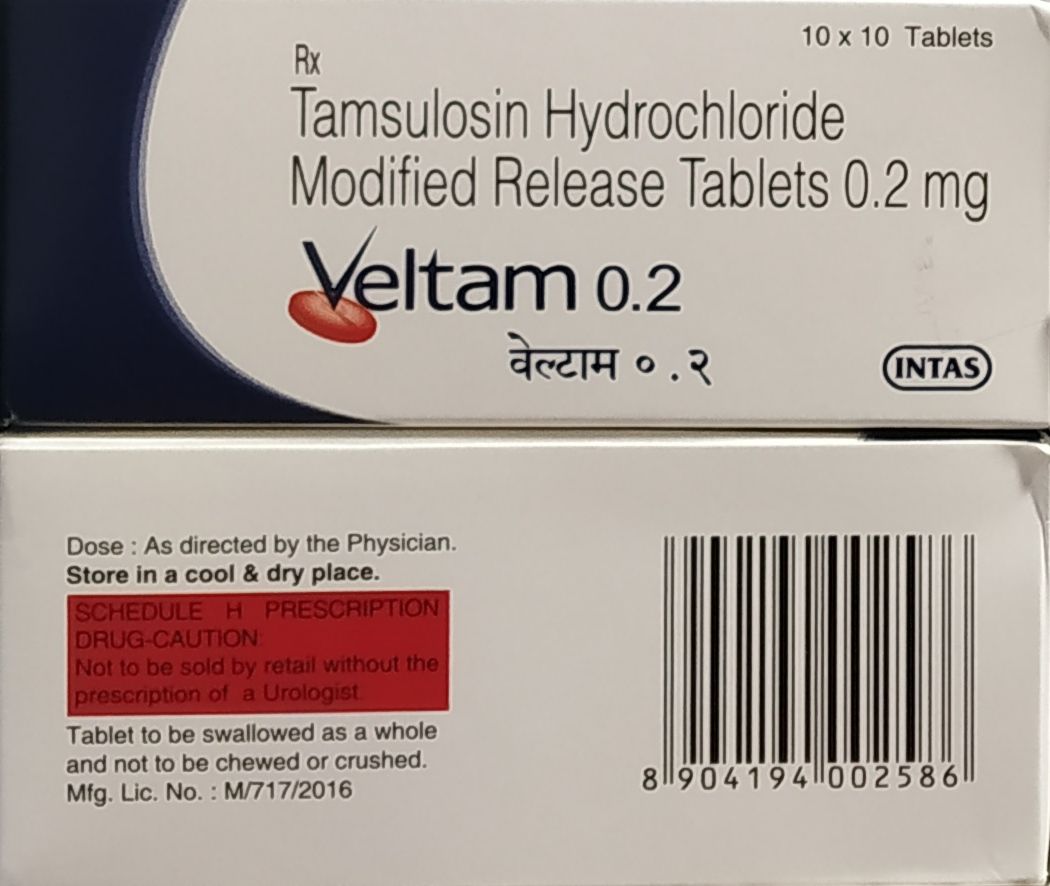 10 x 10 Tablets
Rx
Tamsulosin Hydrochloride
Modified Release Tablets 0.2 mg
Veltam 0.2
वेल्टाम ०.२
INTAS
Dose : As directed by the Physician.
Store in a cool & dry place.
SCHEDULE H PRESCRIPTION
DRUG-CAUTION:
Not to be sold by retail without the
prescription of a Urologist.
Tablet to be swallowed as a whole
and not to be chewed or crushed.
Mfg. Lic. No. : M/717/2016
8 904194 002586